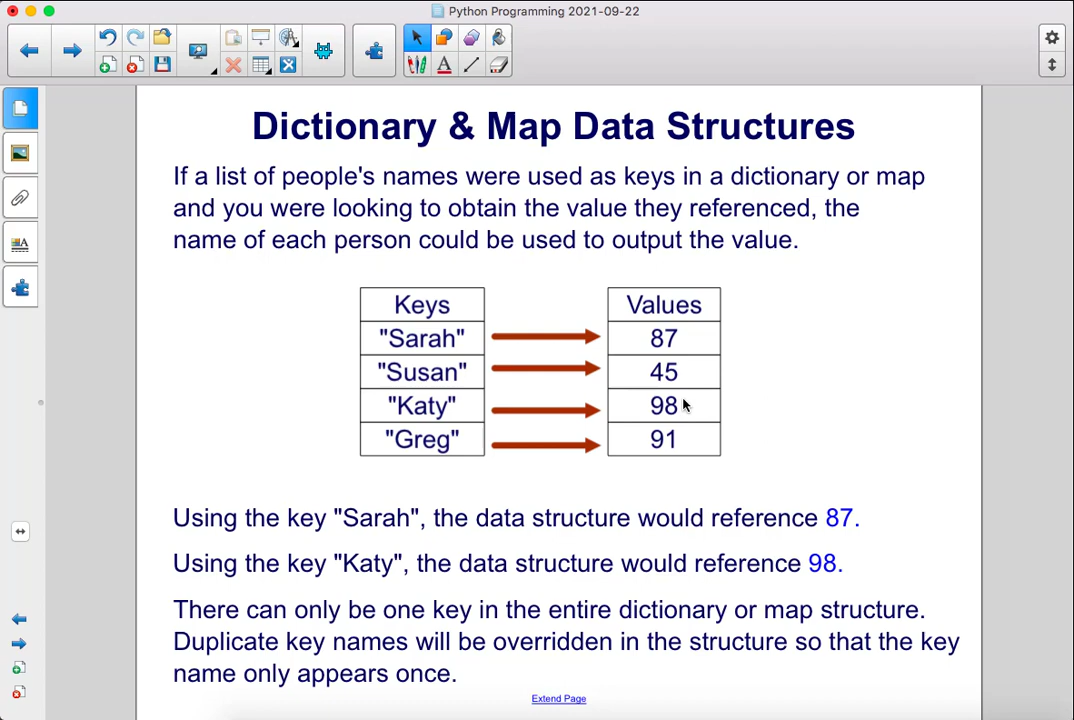 Python Programming 2021-09-22
Dictionary & Map Data Structures
If a list of people's names were used as keys in a dictionary or map
and you were looking to obtain the value they referenced, the
name of each person could be used to output the value.
Keys Values
"Sarah" 87
"Susan" 45
"Katy" 98
"Greg" 91
Using the key "Sarah", the data structure would reference 87.
Using the key "Katy", the data structure would reference 98.
There can only be one key in the entire dictionary or map structure.
Duplicate key names will be overridden in the structure so that the key
name only appears once.
Extend Page